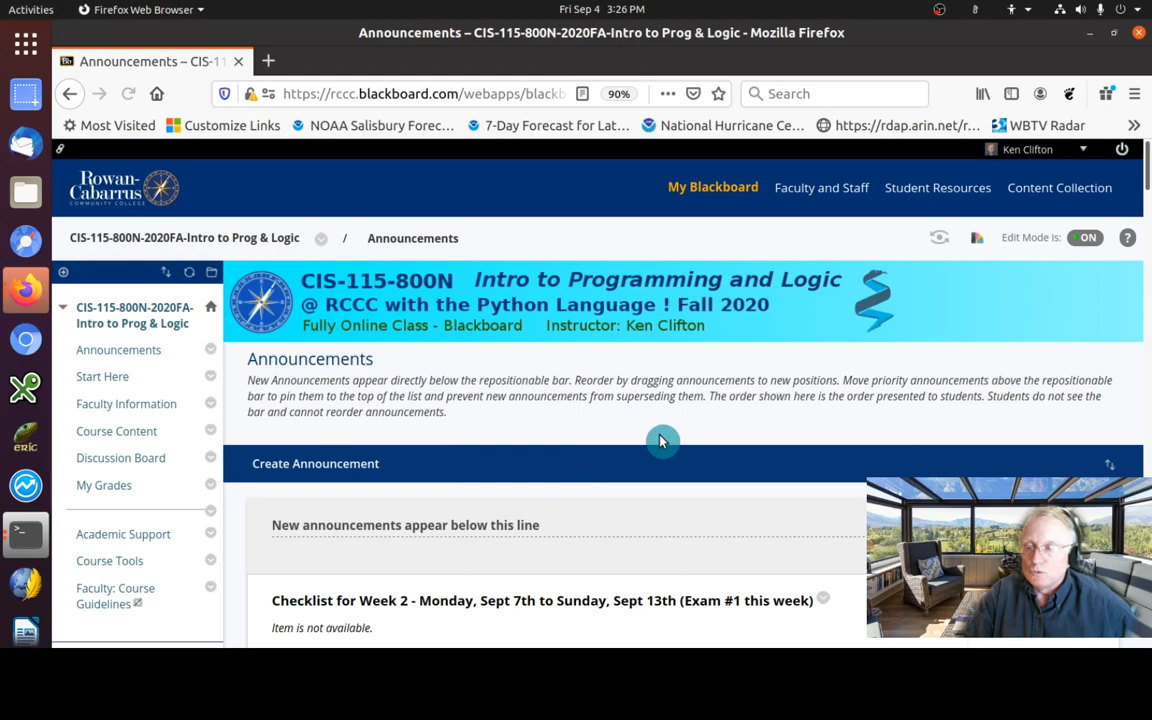 Activities
Firefox Web Browser
Fri Sep 4 3:26 PM
Announcements – CIS-115-800N-2020FA-Intro to Prog & Logic - Mozilla Firefox
Bb
Announcements – CIS-11
https://rccc.blackboard.com/webapps/blackb
90%
Search
Most Visited
Customize Links
NOAA Salisbury Forec...
7-Day Forecast for Lat...
National Hurricane Ce...
https://rdap.arin.net/r...
WBTV Radar
Ken Clifton
Rowan-Cabarrus
COMMUNITY COLLEGE
My Blackboard
Faculty and Staff
Student Resources
Content Collection
CIS-115-800N-2020FA-Intro to Prog & Logic
/
Announcements
Edit Mode is:
ON
?
CIS-115-800N Intro to Programming and Logic
@ RCCC with the Python Language ! Fall 2020
Fully Online Class - Blackboard Instructor: Ken Clifton
CIS-115-800N-2020FA-
Intro to Prog & Logic
Announcements
Start Here
Faculty Information
Course Content
Discussion Board
My Grades
Academic Support
Course Tools
Faculty: Course
Guidelines
Announcements
New Announcements appear directly below the repositionable bar. Reorder by dragging announcements to new positions. Move priority announcements above the repositionable
bar to pin them to the top of the list and prevent new announcements from superseding them. The order shown here is the order presented to students. Students do not see the
bar and cannot reorder announcements.
Create Announcement
New announcements appear below this line
Checklist for Week 2 - Monday, Sept 7th to Sunday, Sept 13th (Exam #1 this week)
Item is not available.
eric